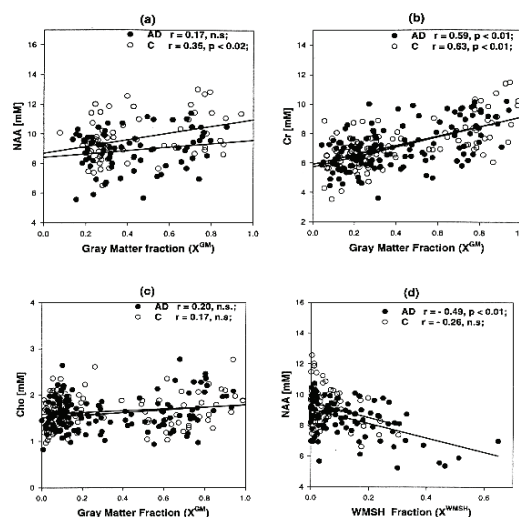 (a)
● AD r = 0.17, n.s;
○ C r = 0.35, p < 0.02;
NAA [mM]
16
14
12
10
8
6
4
0.0 0.2 0.4 0.6 0.8 1.0
Gray Matter fraction (X^GM)
(b)
● AD r = 0.59, p < 0.01;
○ C r = 0.63, p < 0.01;
Cr [mM]
14
12
10
8
6
4
2
0.0 0.2 0.4 0.6 0.8 1.0
Gray Matter Fraction (X^GM)
(c)
● AD r = 0.20, n.s.;
○ C r = 0.17, n.s;
Cho [mM]
4
3
2
1
0
0.0 0.2 0.4 0.6 0.8 1.0
Gray Matter Fraction (X^GM)
(d)
● AD r = - 0.49, p < 0.01;
○ C r = - 0.26, n.s;
NAA [mM]
16
14
12
10
8
6
4
0.0 0.2 0.4 0.6
WMSH Fraction (X^WMSH)